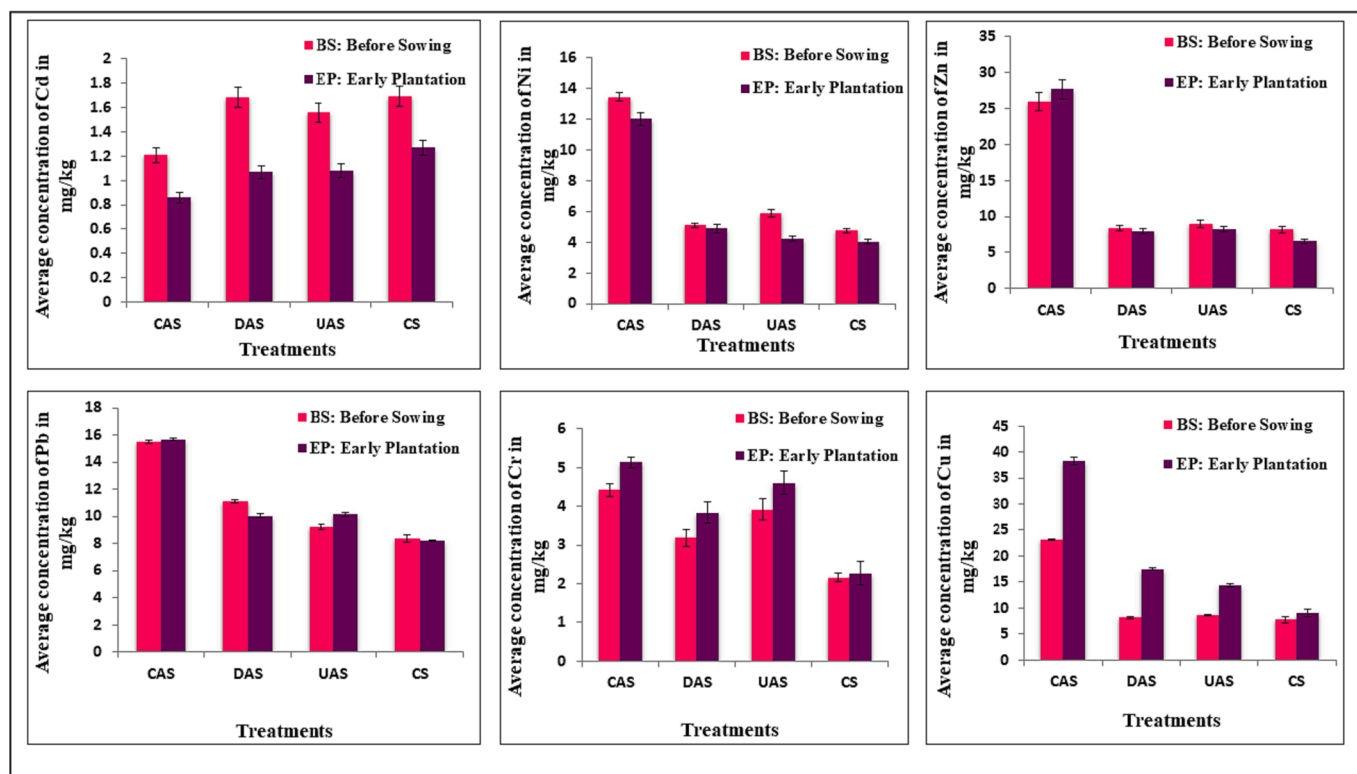 BS: Before Sowing
EP: Early Plantation
Average concentration of Cd in
mg/kg
2
1.8
1.6
1.4
1.2
1
0.8
0.6
0.4
0.2
0
CAS DAS UAS CS
Treatments
BS: Before Sowing
EP: Early Plantation
Average concentration of Ni in
mg/kg
16
14
12
10
8
6
4
2
0
CAS DAS UAS CS
Treatments
BS: Before Sowing
EP: Early Plantation
Average concentration of Zn in
mg/kg
35
30
25
20
15
10
5
0
CAS DAS UAS CS
Treatments
BS: Before Sowing
EP: Early Plantation
Average concentration of Pb in
mg/kg
18
16
14
12
10
8
6
4
2
0
CAS DAS UAS CS
Treatments
BS: Before Sowing
EP: Early Plantation
Average concentration of Cr in
mg/kg
6
5
4
3
2
1
0
CAS DAS UAS CS
Treatments
BS: Before Sowing
EP: Early Plantation
Average concentration of Cu in
mg/kg
45
40
35
30
25
20
15
10
5
0
CAS DAS UAS CS
Treatments